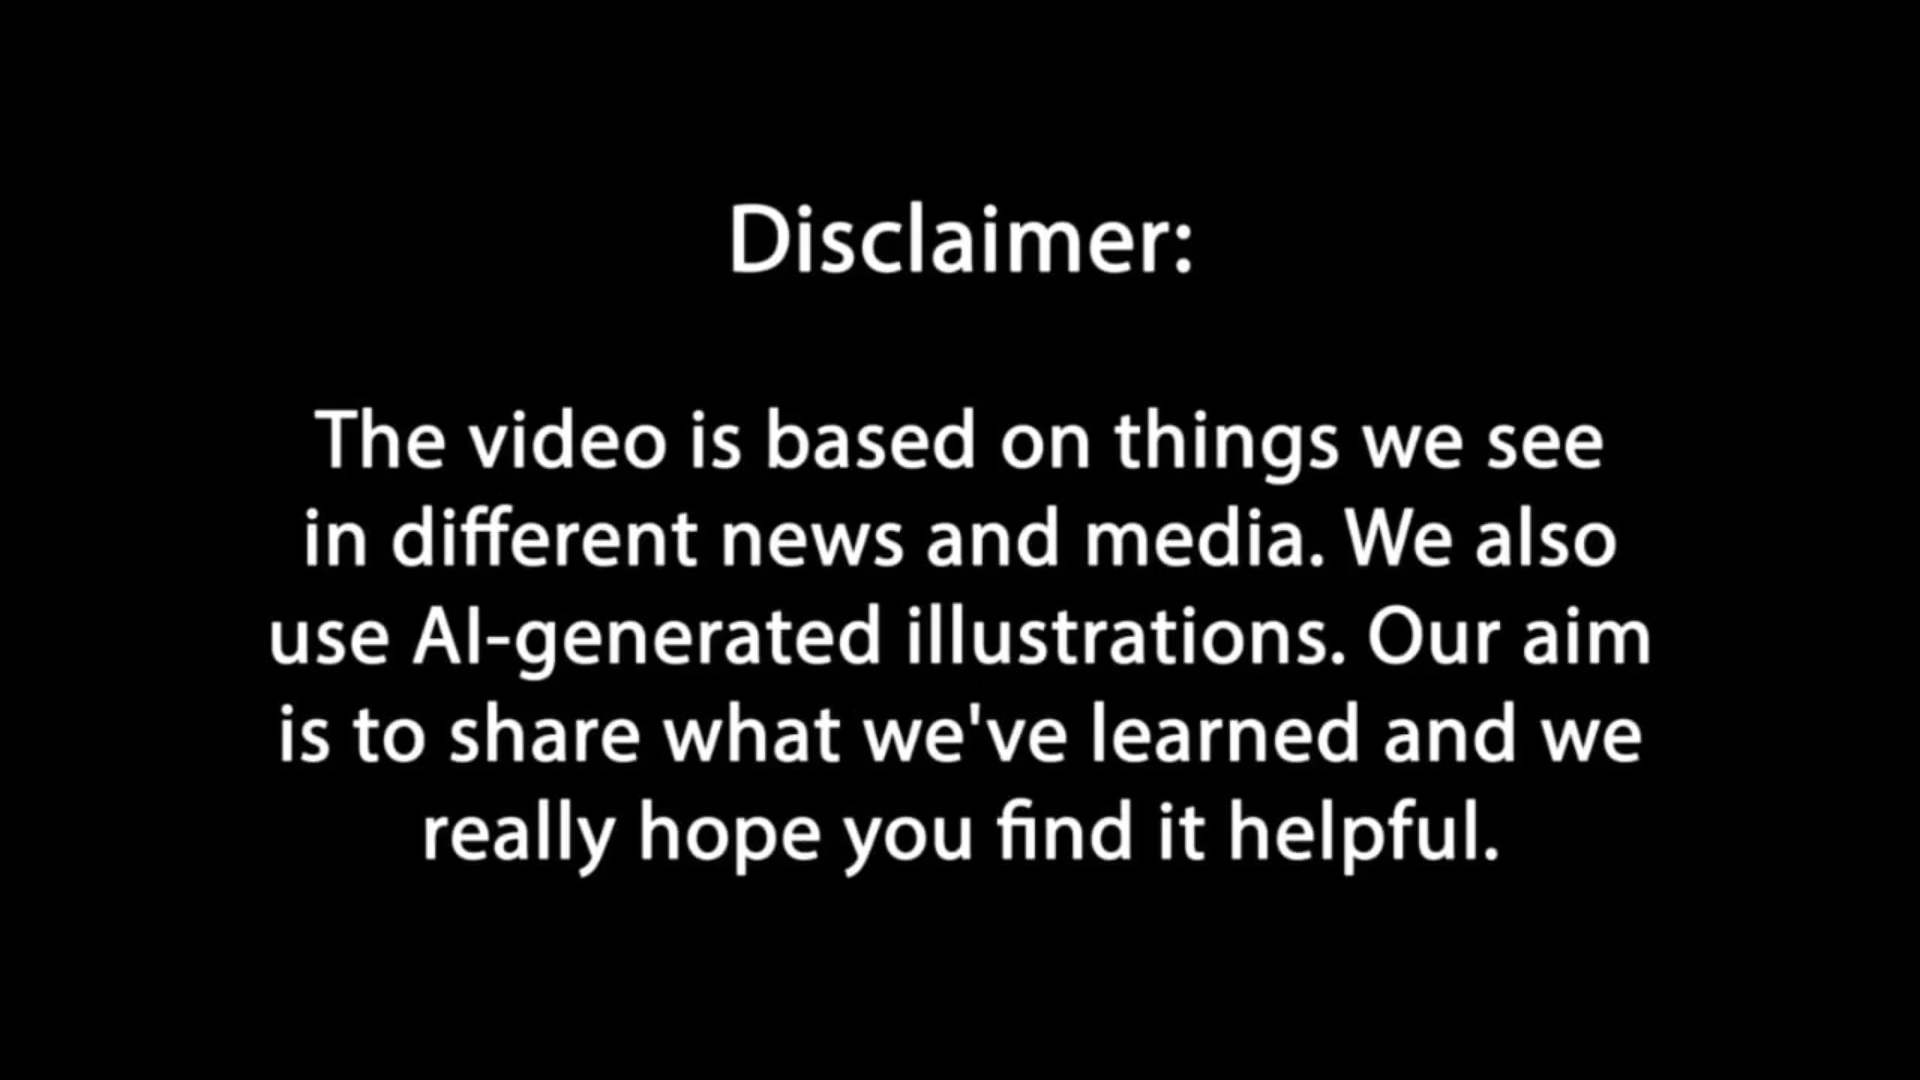 Disclaimer:
The video is based on things we see
in different news and media. We also
use AI-generated illustrations. Our aim
is to share what we've learned and we
really hope you find it helpful.